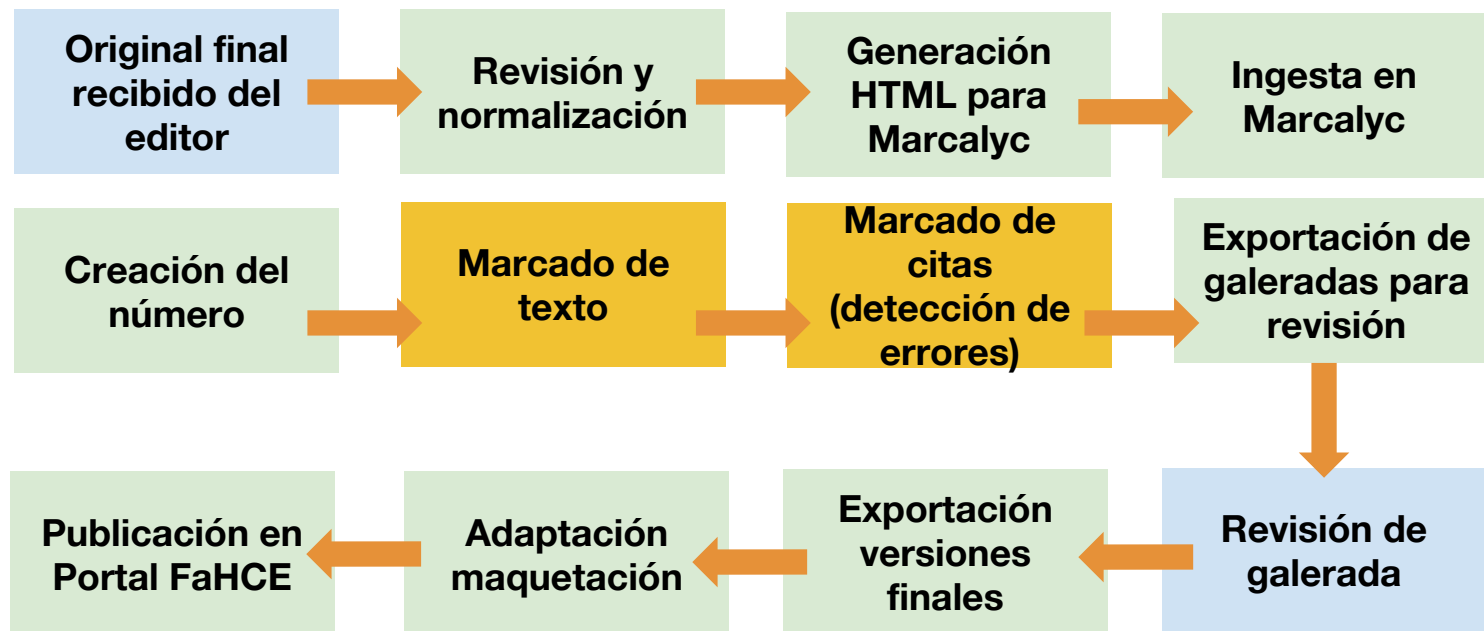 Original final
recibido del
editor
Revisión y
normalización
Generación
HTML para
Marcalyc
Ingesta en
Marcalyc
Creación del
número
Marcado de
texto
Marcado de
citas
(detección de
errores)
Exportación de
galeradas para
revisión
Publicación en
Portal FaHCE
Adaptación
maquetación
Exportación
versiones
finales
Revisión de
galerada